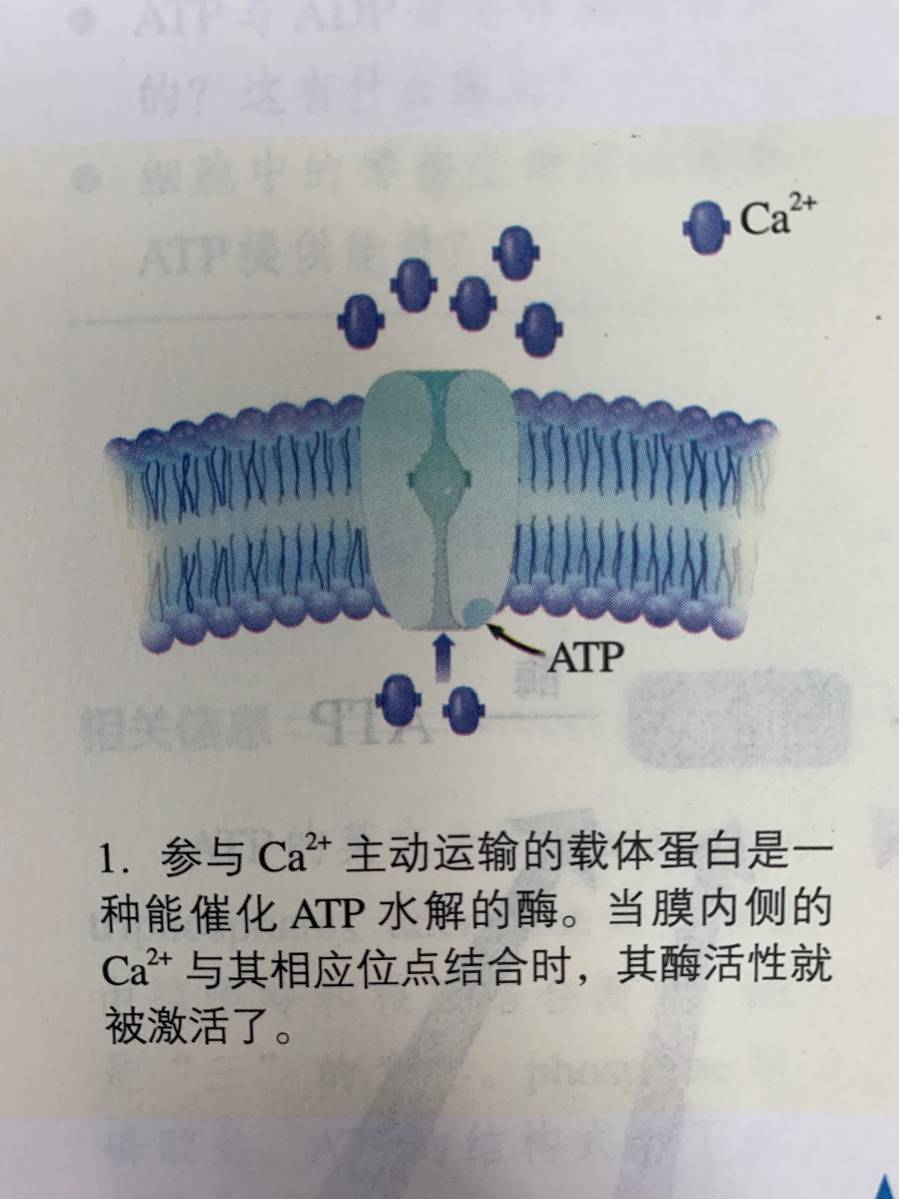 Ca²⁺
ATP
1. 参与 Ca²⁺ 主动运输的载体蛋白是一
种能催化 ATP 水解的酶。当膜内侧的
Ca²⁺ 与其相应位点结合时，其酶活性就
被激活了。